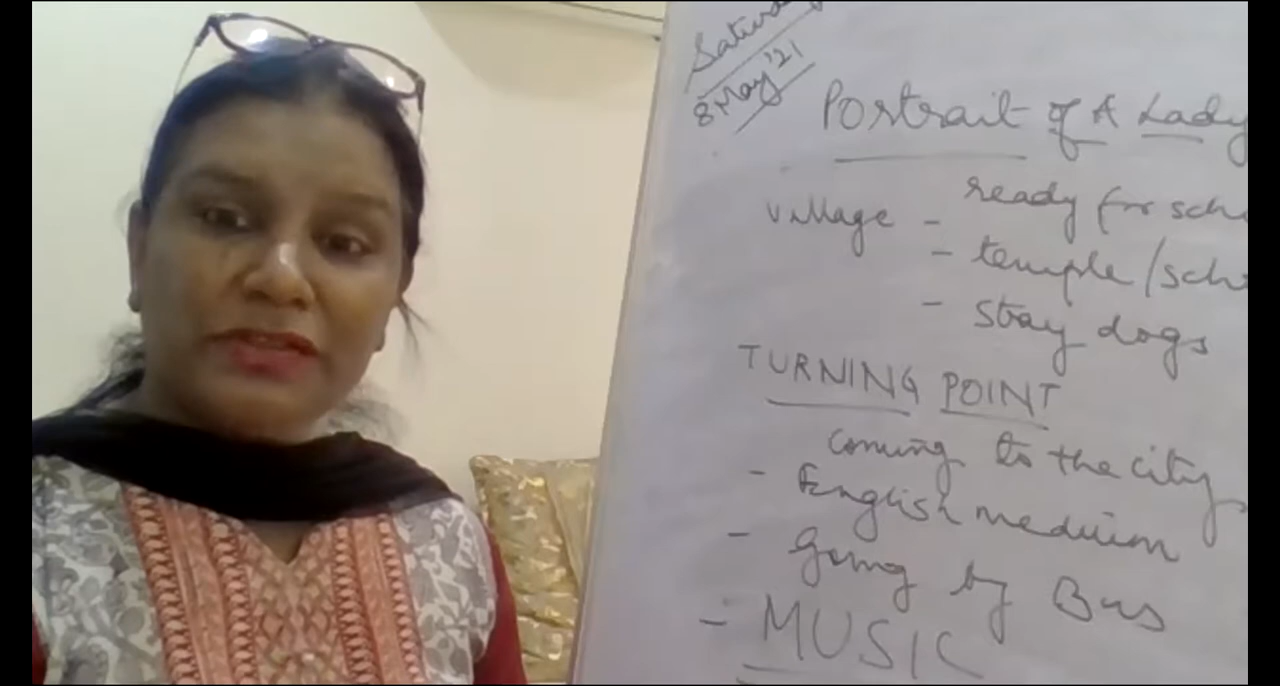 Saturday
8 May '21
Portrait of A Lady
village - ready for sch
- temple / sch
- stray dogs
TURNING POINT
coming to the city
- English medium
- Going by Bus
- MUSIC